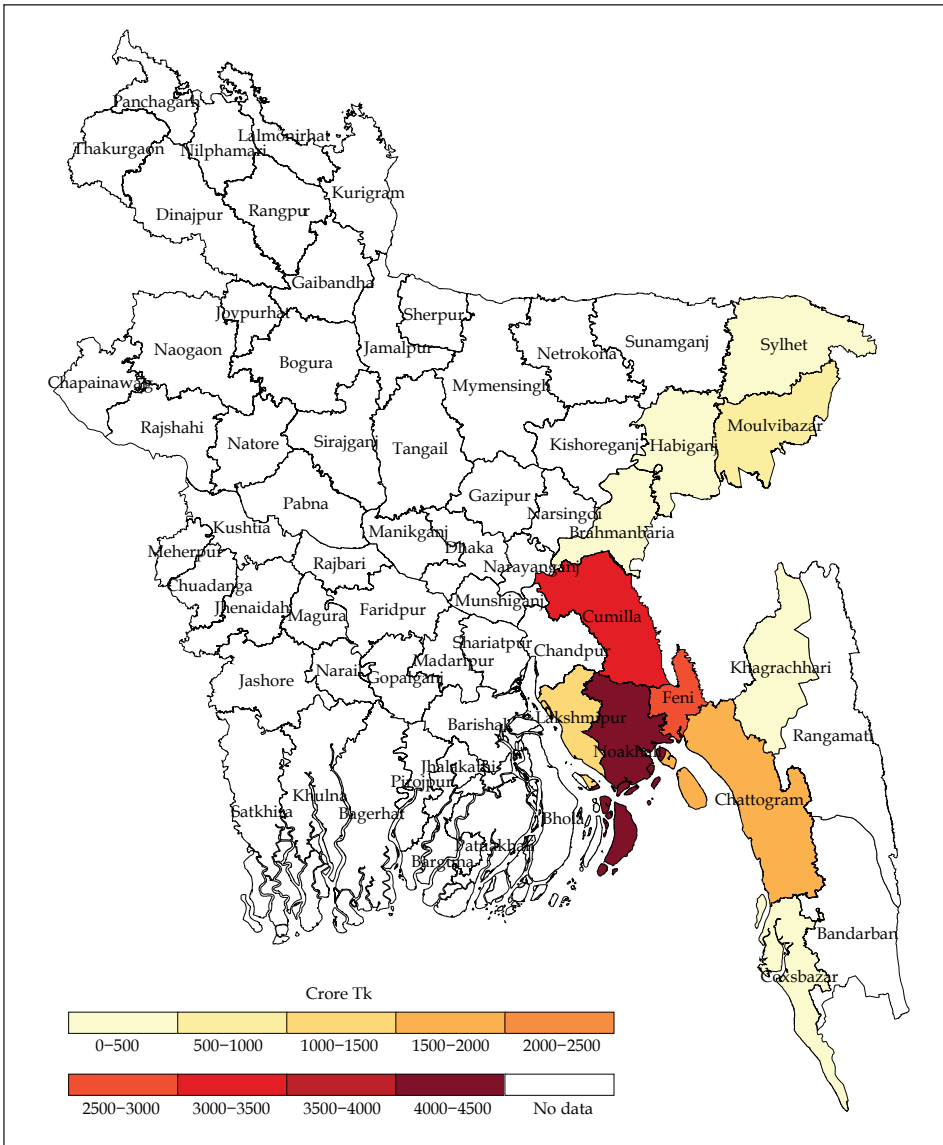 Panchagarh
Lalmonirhat
Thakurgaon
Nilphamari
Kurigram
Dinajpur
Rangpur
Gaibandha
Joypurhat
Sherpur
Naogaon
Bogura
Jamalpur
Netrokona
Sunamganj
Sylhet
Chapainawag
Mymensingh
Rajshahi
Natore
Sirajganj
Tangail
Kishoreganj
Habiganj
Moulvibazar
Pabna
Gazipur
Narsingdi
Kushtia
Manikganj
Brahmanbaria
Meherpur
Dhaka
Rajbari
Narayanganj
Chuadanga
Jhenaidah
Magura
Faridpur
Munshiganj
Cumilla
Shariatpur
Chandpur
Madaripur
Jashore
Narail
Gopalganj
Khagrachhari
Feni
Barishal
Lakshmipur
Rangamati
Noakhali
Jhalakathi
Pirojpur
Khulna
Satkhira
Bagerhat
Bhola
Chattogram
Patuakhali
Barguna
Bandarban
Coxsbazar
Crore Tk
0−500 500−1000 1000−1500 1500−2000 2000−2500
2500−3000 3000−3500 3500−4000 4000−4500 No data